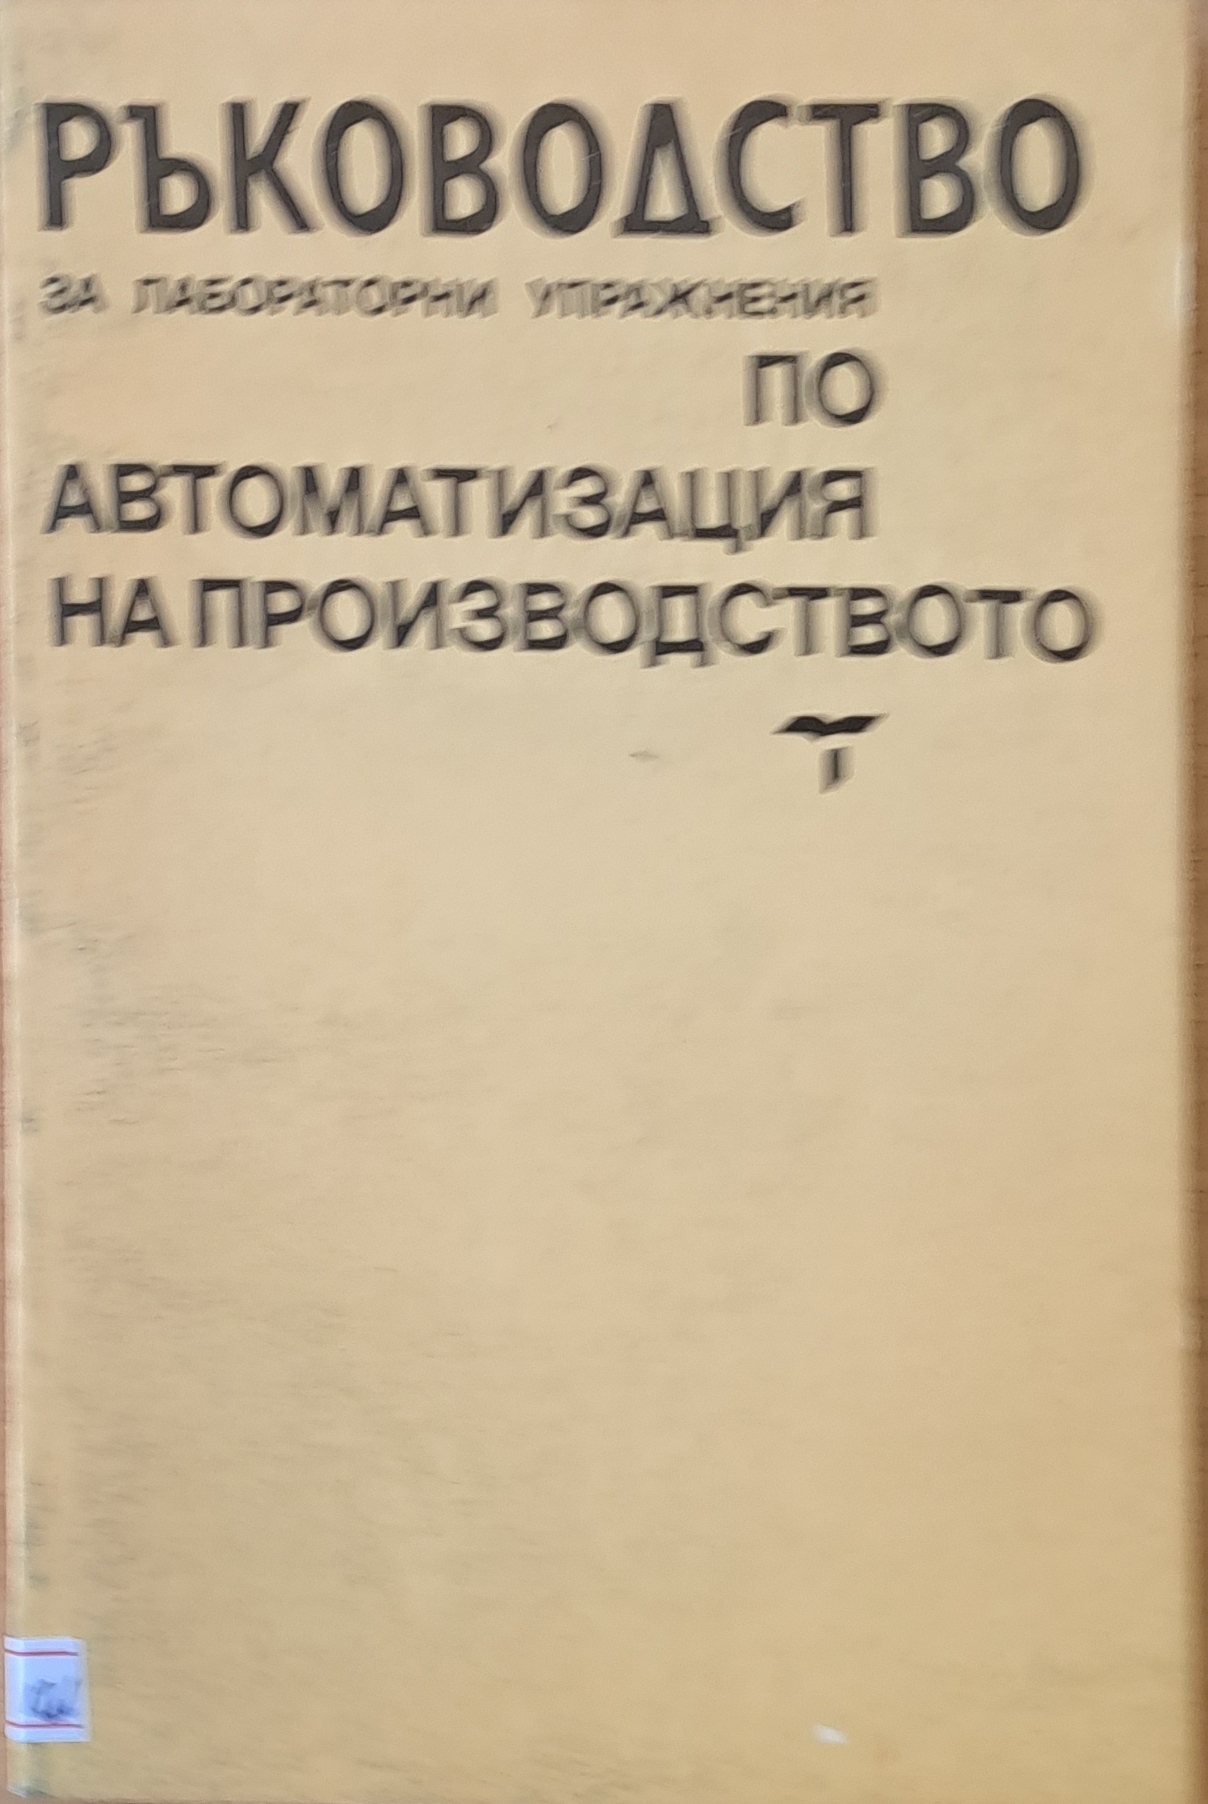 РЪКОВОДСТВО
ЗА ЛАБОРАТОРНИ УПРАЖНЕНИЯ
ПО
АВТОМАТИЗАЦИЯ
НА ПРОИЗВОДСТВОТО